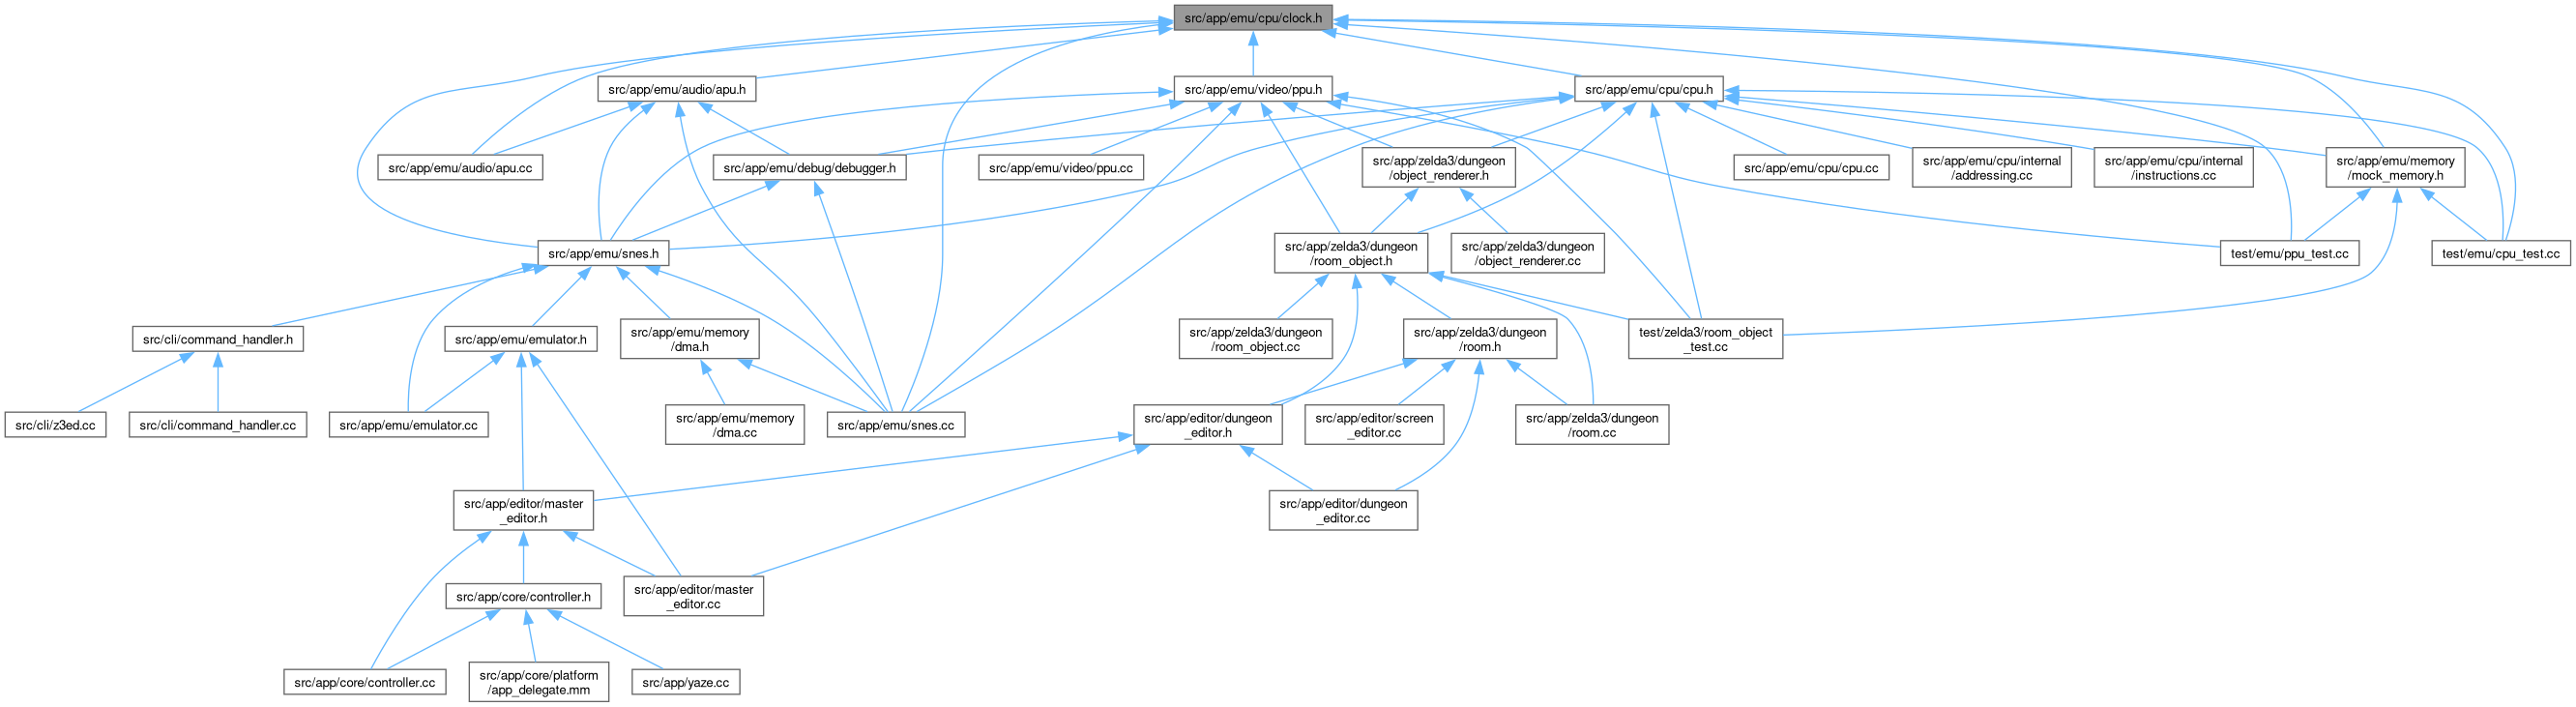 src/app/emu/cpu/clock.h
src/app/emu/audio/apu.h
src/app/emu/video/ppu.h
src/app/emu/cpu/cpu.h
src/app/emu/audio/apu.cc
src/app/emu/debug/debugger.h
src/app/emu/video/ppu.cc
src/app/zelda3/dungeon
/object_renderer.h
src/app/emu/cpu/cpu.cc
src/app/emu/cpu/internal
/addressing.cc
src/app/emu/cpu/internal
/instructions.cc
src/app/emu/memory
/mock_memory.h
src/app/emu/snes.h
src/app/zelda3/dungeon
/room_object.h
src/app/zelda3/dungeon
/object_renderer.cc
test/emu/ppu_test.cc
test/emu/cpu_test.cc
src/cli/command_handler.h
src/app/emu/emulator.h
src/app/emu/memory
/dma.h
src/app/zelda3/dungeon
/room_object.cc
src/app/zelda3/dungeon
/room.h
test/zelda3/room_object
_test.cc
src/cli/z3ed.cc
src/cli/command_handler.cc
src/app/emu/emulator.cc
src/app/emu/memory
/dma.cc
src/app/emu/snes.cc
src/app/editor/dungeon
_editor.h
src/app/editor/screen
_editor.cc
src/app/zelda3/dungeon
/room.cc
src/app/editor/master
_editor.h
src/app/editor/dungeon
_editor.cc
src/app/core/controller.h
src/app/editor/master
_editor.cc
src/app/core/controller.cc
src/app/core/platform
/app_delegate.mm
src/app/yaze.cc